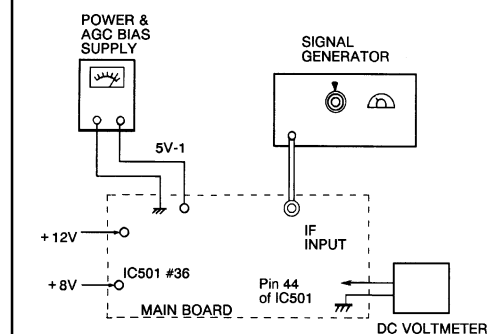 POWER &
AGC BIAS
SUPPLY
SIGNAL
GENERATOR
5V-1
+12V
IF
INPUT
IC501 #36
+8V
Pin 44
of IC501
MAIN BOARD
DC VOLTMETER